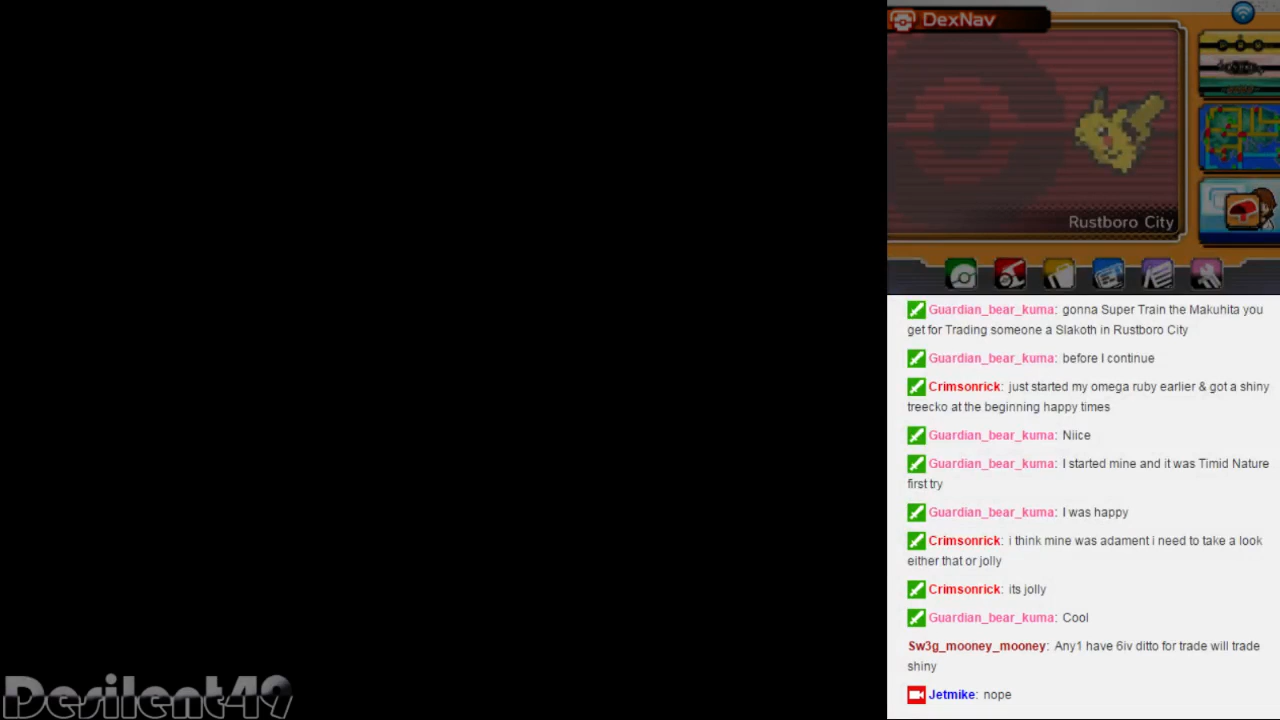 DexNav
Rustboro City
Guardian_bear_kuma: gonna Super Train the Makuhita you
get for Trading someone a Slakoth in Rustboro City
Guardian_bear_kuma: before I continue
Crimsonrick: just started my omega ruby earlier & got a shiny
treecko at the beginning happy times
Guardian_bear_kuma: Niice
Guardian_bear_kuma: I started mine and it was Timid Nature
first try
Guardian_bear_kuma: I was happy
Crimsonrick: i think mine was adament i need to take a look
either that or jolly
Crimsonrick: its jolly
Guardian_bear_kuma: Cool
Sw3g_mooney_mooney: Any1 have 6iv ditto for trade will trade
shiny
Jetmike: nope
Desilent49